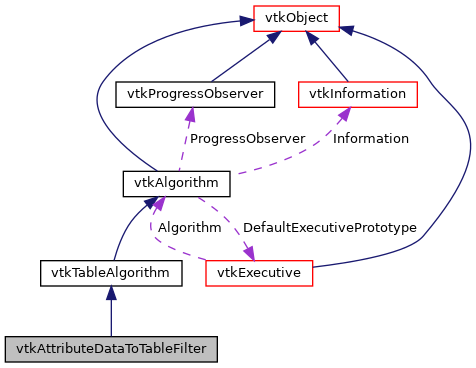 vtkObject
vtkProgressObserver
vtkInformation
ProgressObserver
Information
vtkAlgorithm
Algorithm
DefaultExecutivePrototype
vtkTableAlgorithm
vtkExecutive
vtkAttributeDataToTableFilter